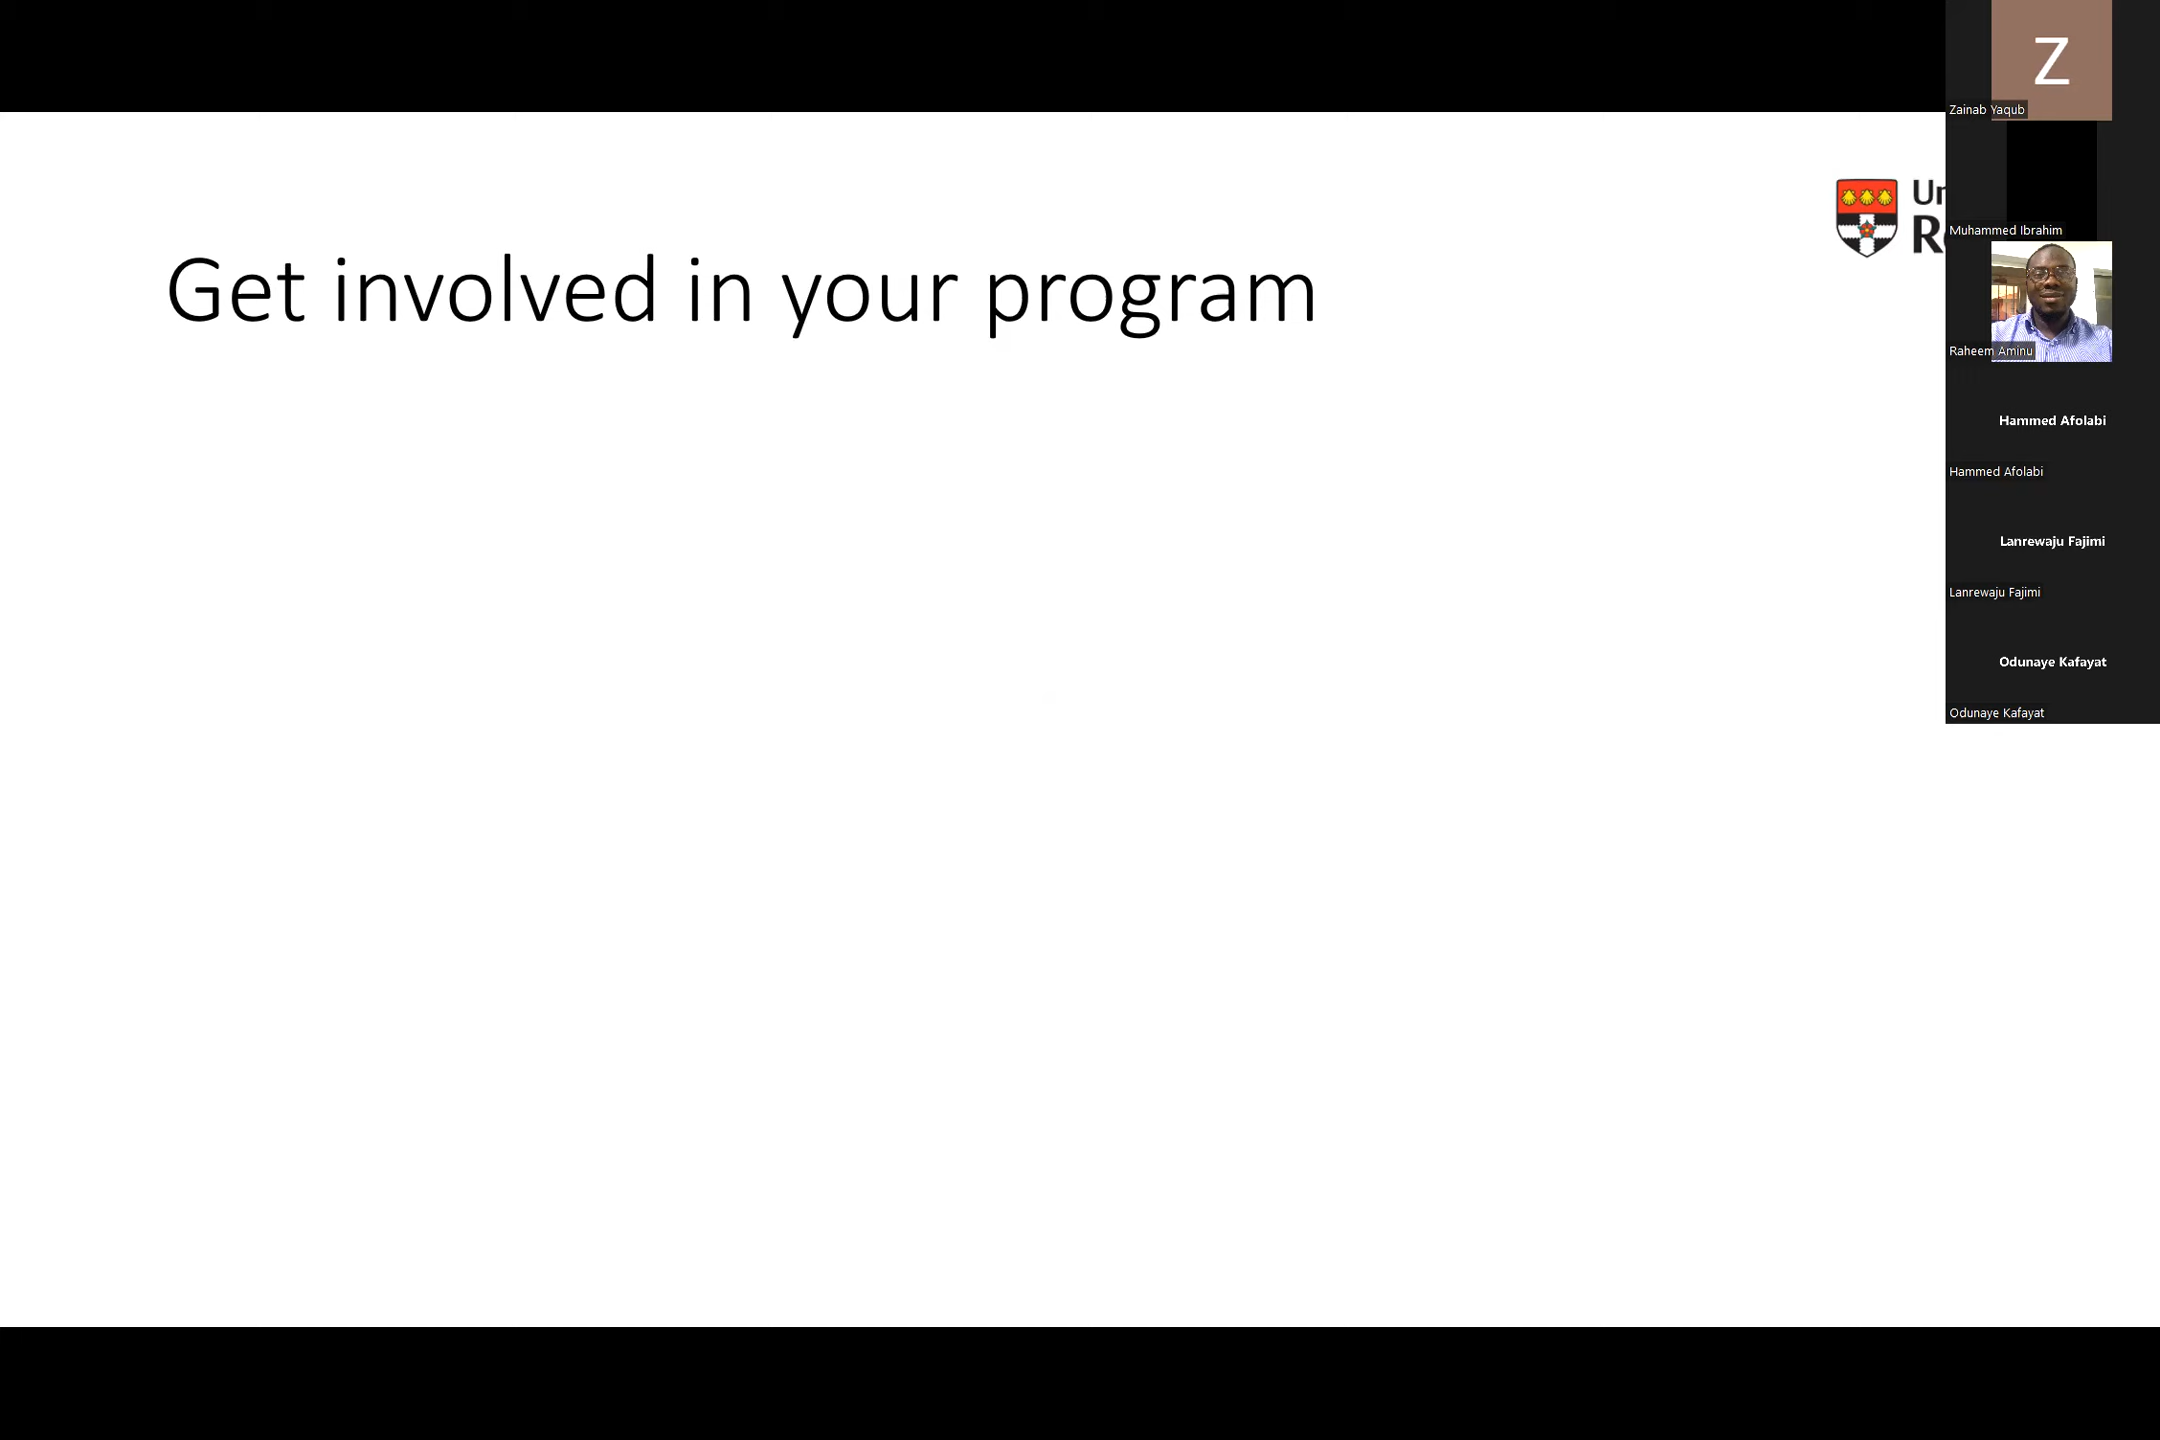 Get involved in your program
Z
Zainab Yaqub
Muhammed Ibrahim
Raheem Aminu
Hammed Afolabi
Hammed Afolabi
Lanrewaju Fajimi
Lanrewaju Fajimi
Odunaye Kafayat
Odunaye Kafayat